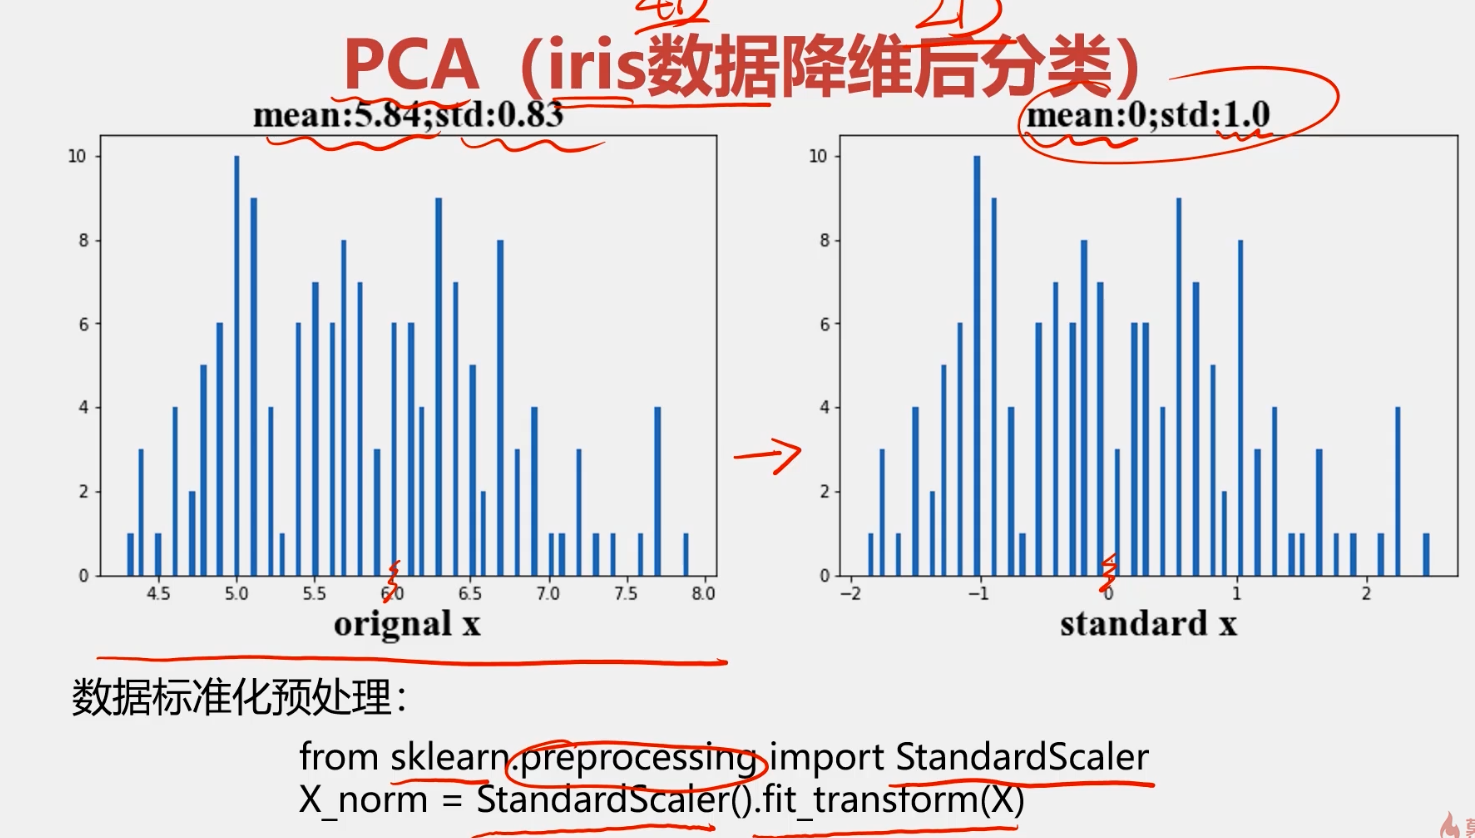 4D 2D
PCA（iris数据降维后分类）
mean:5.84;std:0.83
mean:0;std:1.0
10
8
6
4
2
0
4.5 5.0 5.5 6.0 6.5 7.0 7.5 8.0
orignal x
10
8
6
4
2
0
−2 −1 0 1 2
standard x
数据标准化预处理：
from sklearn.preprocessing import StandardScaler
X_norm = StandardScaler().fit_transform(X)